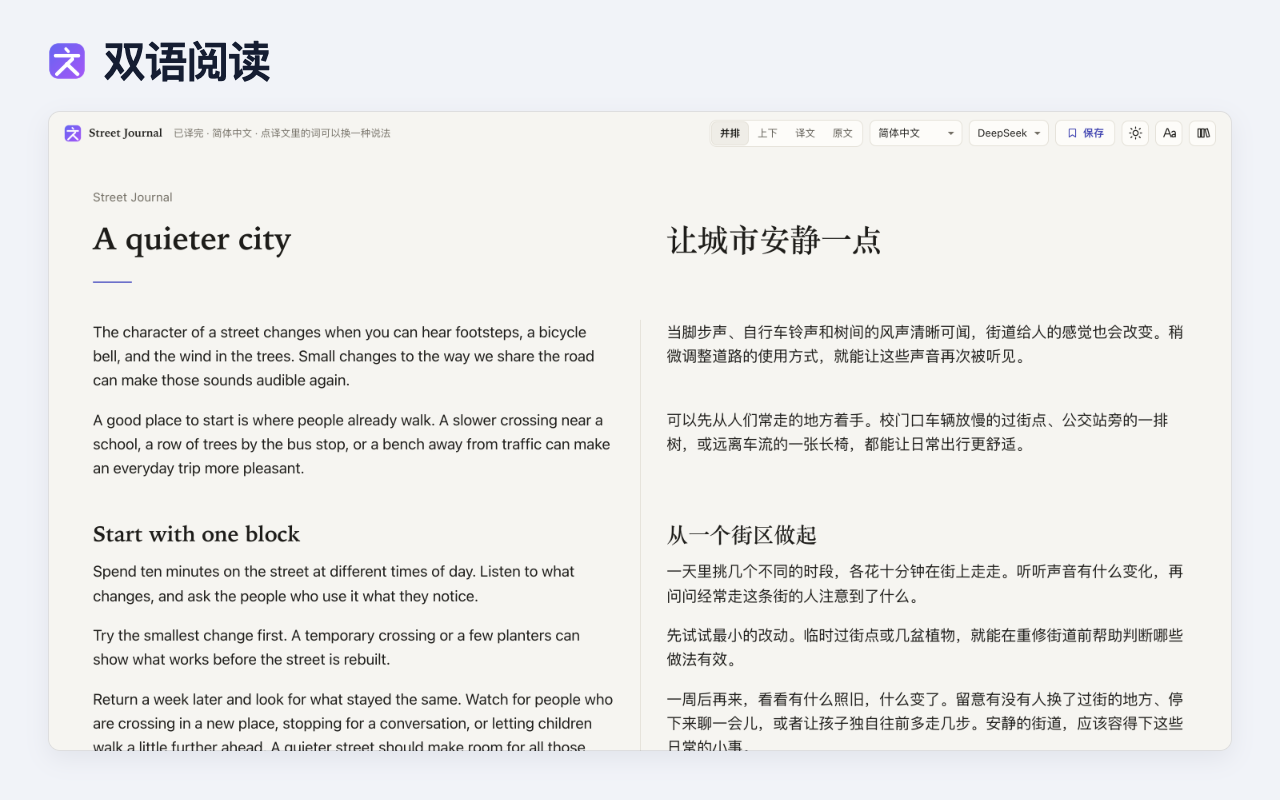 文 双语阅读
文 Street Journal 已译完 · 简体中文 · 点译文里的词可以换一种说法 并排 上下 译文 原文 简体中文 DeepSeek 保存 Aa
Street Journal
A quieter city
The character of a street changes when you can hear footsteps, a bicycle
bell, and the wind in the trees. Small changes to the way we share the road
can make those sounds audible again.
A good place to start is where people already walk. A slower crossing near a
school, a row of trees by the bus stop, or a bench away from traffic can make
an everyday trip more pleasant.
Start with one block
Spend ten minutes on the street at different times of day. Listen to what
changes, and ask the people who use it what they notice.
Try the smallest change first. A temporary crossing or a few planters can
show what works before the street is rebuilt.
Return a week later and look for what stayed the same. Watch for people who
are crossing in a new place, stopping for a conversation, or letting children
walk a little further ahead. A quieter street should make room for all those
让城市安静一点
当脚步声、自行车铃声和树间的风声清晰可闻，街道给人的感觉也会改变。稍
微调整道路的使用方式，就能让这些声音再次被听见。
可以先从人们常走的地方着手。校门口车辆放慢的过街点、公交站旁的一排
树，或远离车流的一张长椅，都能让日常出行更舒适。
从一个街区做起
一天里挑几个不同的时段，各花十分钟在街上走走。听听声音有什么变化，再
问问经常走这条街的人注意到了什么。
先试试最小的改动。临时过街点或几盆植物，就能在重修街道前帮助判断哪些
做法有效。
一周后再来，看看有什么照旧，什么变了。留意有没有人换了过街的地方、停
下来聊一会儿，或者让孩子独自往前多走几步。安静的街道，应该容得下这些
日常的小事。